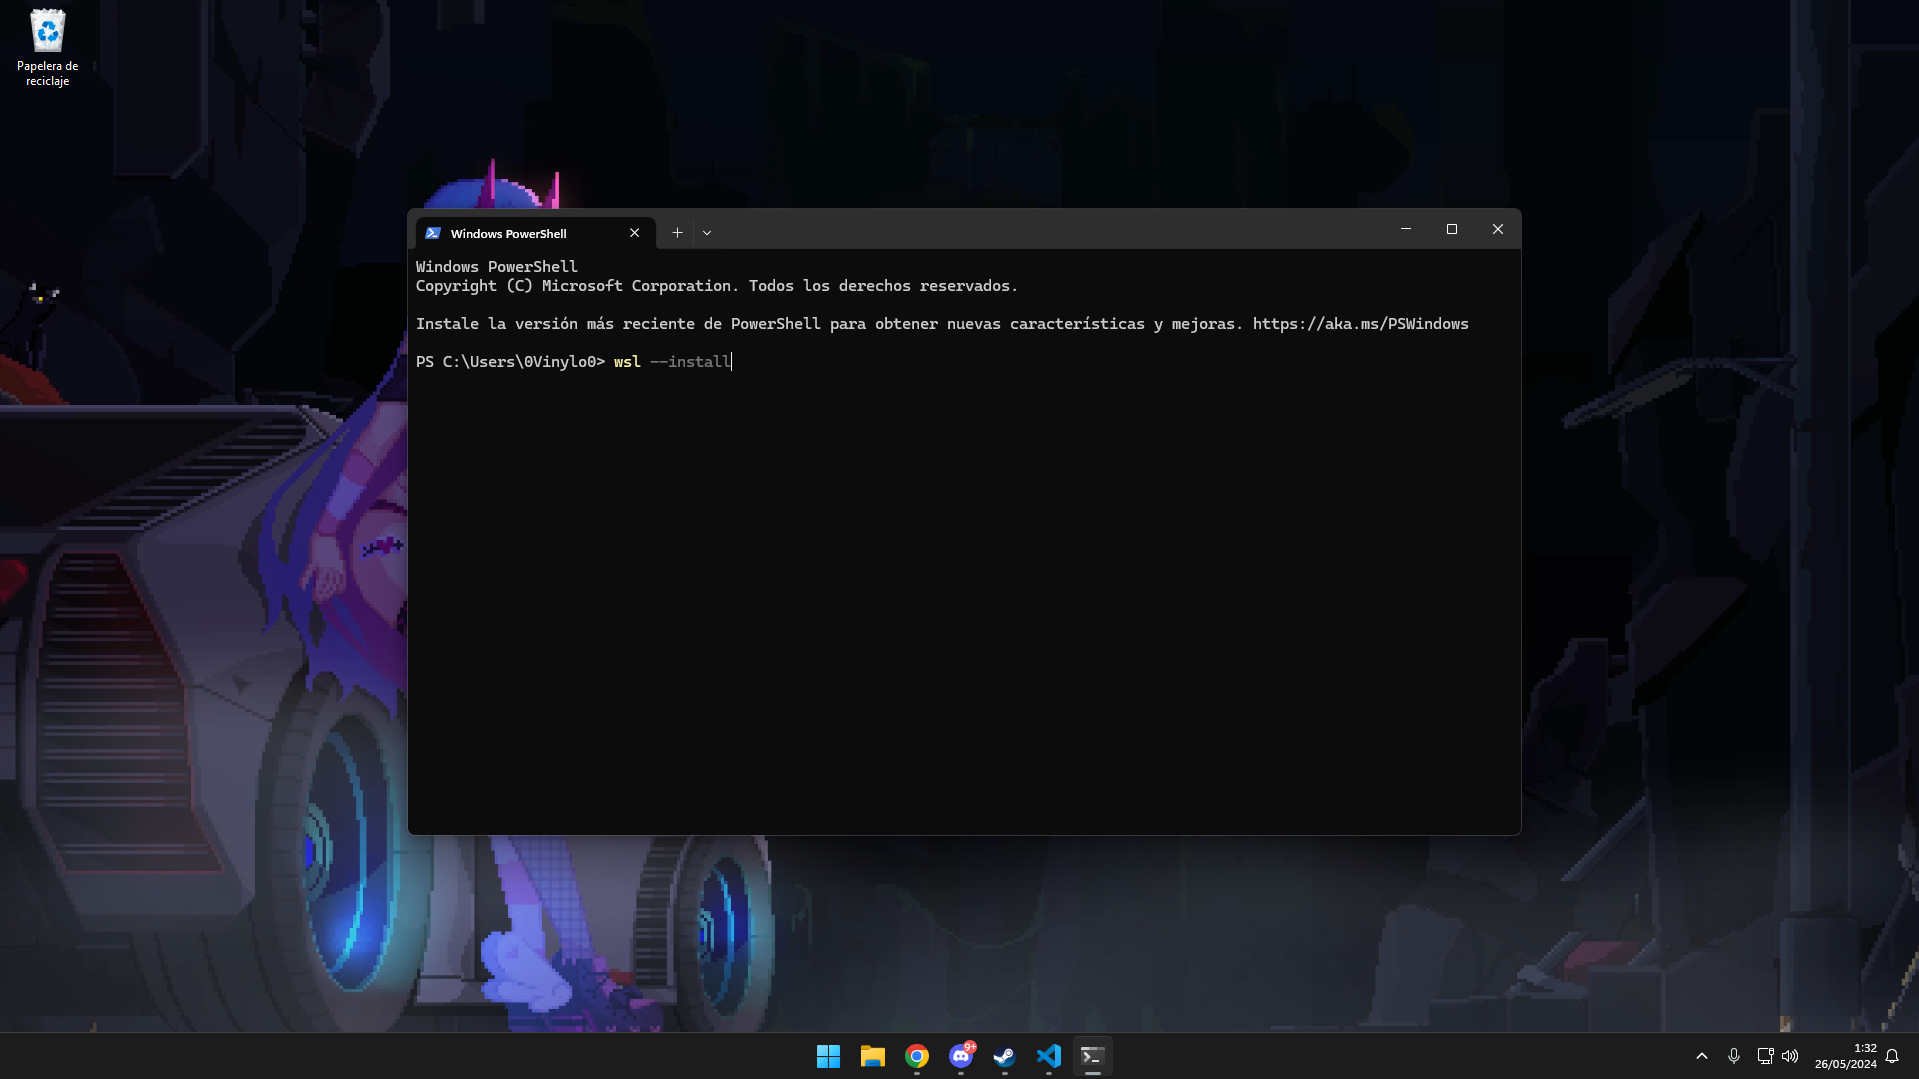 Papelera de
reciclaje
Windows PowerShell
Windows PowerShell
Copyright (C) Microsoft Corporation. Todos los derechos reservados.
Instale la versión más reciente de PowerShell para obtener nuevas características y mejoras. https://aka.ms/PSWindows
PS C:\Users\0Vinylo0> wsl --install
9+
1:32
26/05/2024